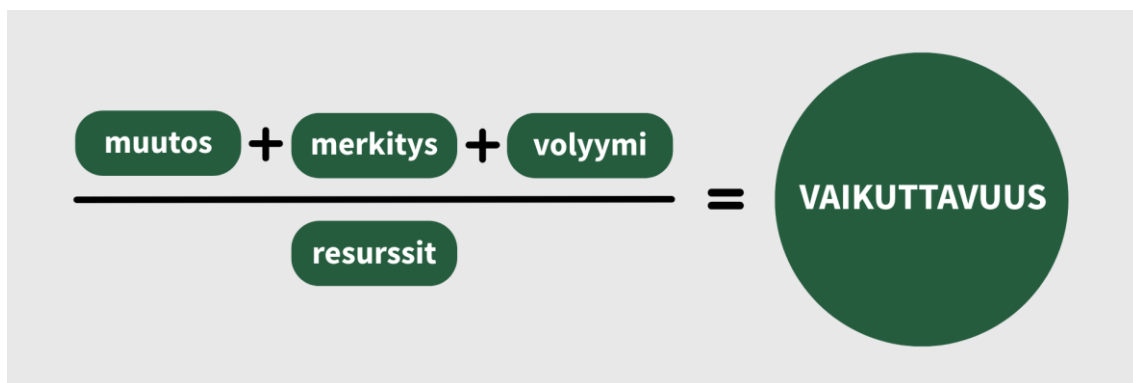 muutos + merkitys + volyymi
resurssit
= VAIKUTTAVUUS